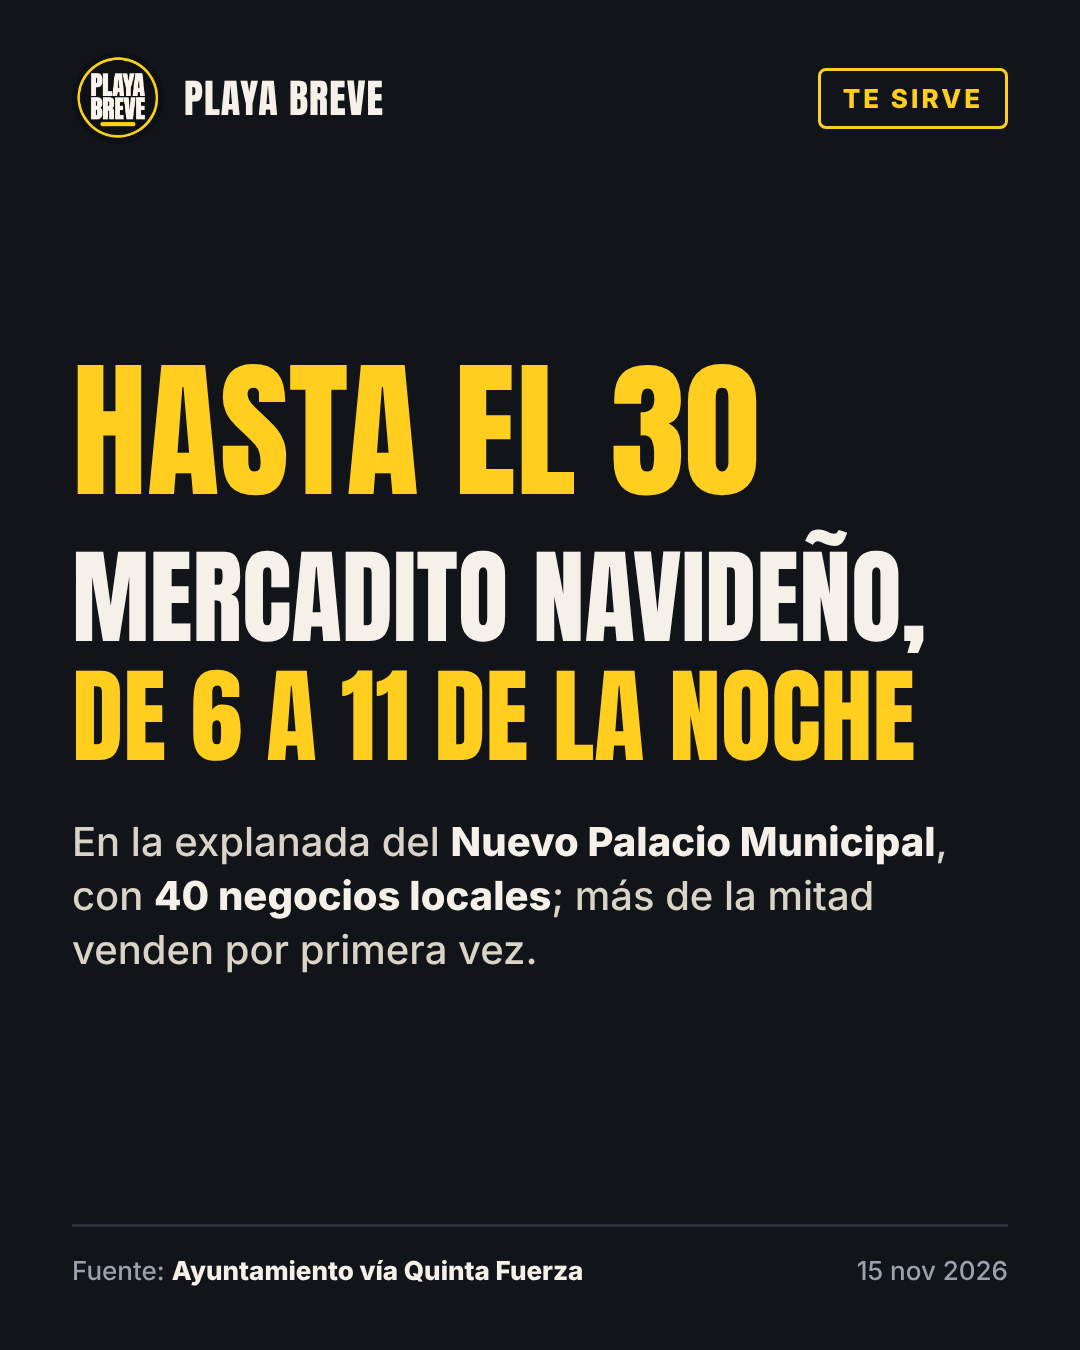 PLAYA
BREVE
PLAYA BREVE
TE SIRVE
HASTA EL 30
MERCADITO NAVIDEÑO,
DE 6 A 11 DE LA NOCHE
En la explanada del Nuevo Palacio Municipal,
con 40 negocios locales; más de la mitad
venden por primera vez.
Fuente: Ayuntamiento vía Quinta Fuerza
15 nov 2026